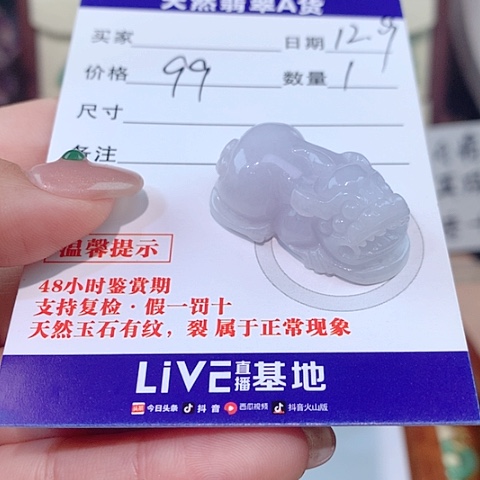 天然翡翠A货
买家 日期 12.9
价格 99 数量 1
尺寸
备注
温馨提示
48小时鉴赏期
支持复检·假一罚十
天然玉石有纹，裂 属于正常现象
LiVE直播基地
头条 今日头条 抖音 西瓜视频 抖音火山版